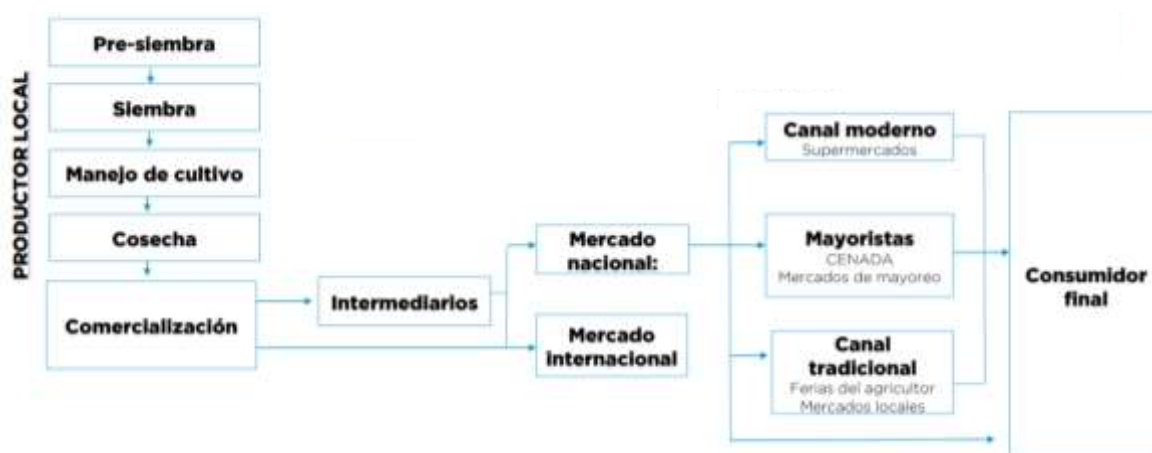 PRODUCTOR LOCAL
Pre-siembra
Siembra
Manejo de cultivo
Cosecha
Comercialización
Intermediarios
Mercado
nacional:
Mercado
internacional
Canal moderno
Supermercados
Mayoristas
CENADA
Mercados de mayoreo
Canal
tradicional
Ferias del agricultor
Mercados locales
Consumidor
final